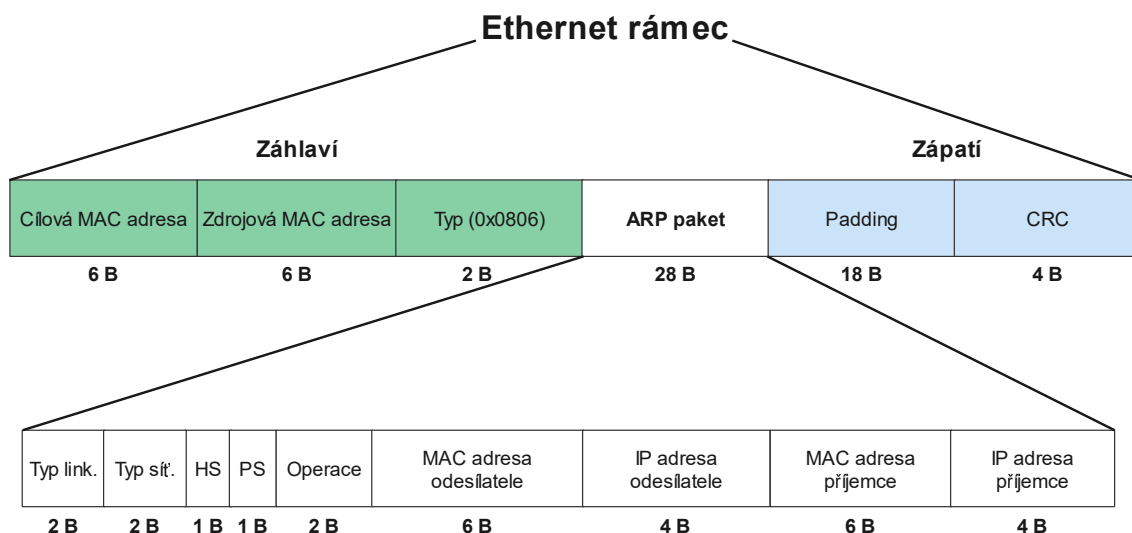 Ethernet rámec
Záhlaví
Zápatí
Cílová MAC adresa
Zdrojová MAC adresa
Typ (0x0806)
ARP paket
Padding
CRC
6 B
6 B
2 B
28 B
18 B
4 B
Typ link.
Typ síť.
HS
PS
Operace
MAC adresa
odesílatele
IP adresa
odesílatele
MAC adresa
příjemce
IP adresa
příjemce
2 B
2 B
1 B
1 B
2 B
6 B
4 B
6 B
4 B